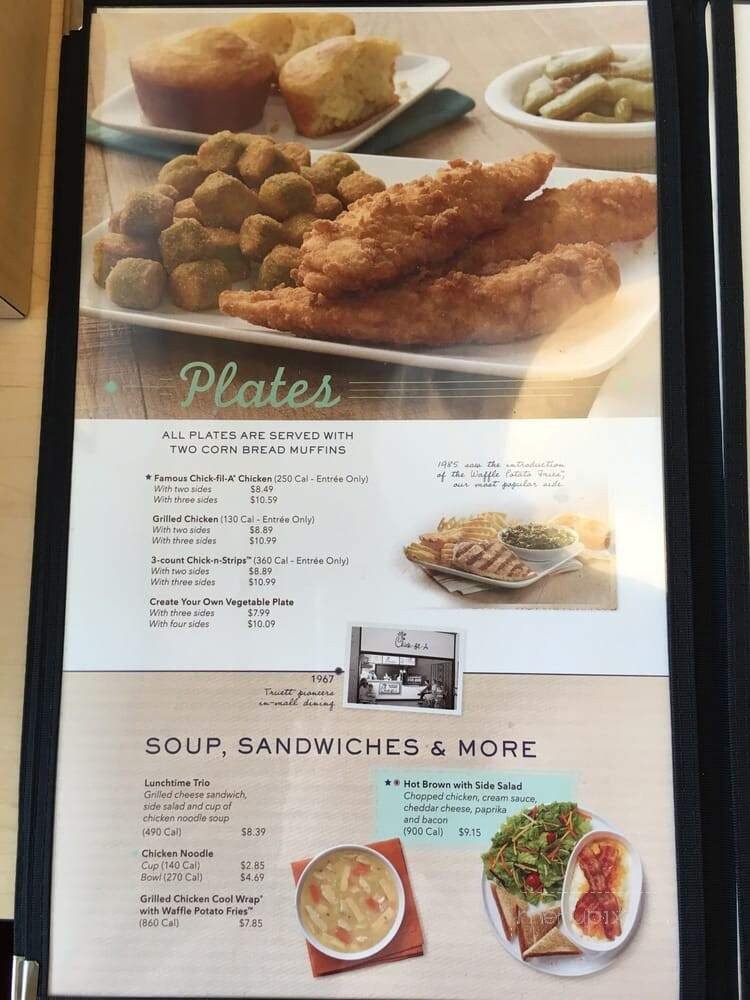 Plates
ALL PLATES ARE SERVED WITH
TWO CORN BREAD MUFFINS
★ Famous Chick-fil-A® Chicken (250 Cal - Entrée Only)
With two sides $8.49
With three sides $10.59
Grilled Chicken (130 Cal - Entrée Only)
With two sides $8.89
With three sides $10.99
3-count Chick-n-Strips™ (360 Cal - Entrée Only)
With two sides $8.89
With three sides $10.99
Create Your Own Vegetable Plate
With three sides $7.99
With four sides $10.09
1985 saw the introduction
of the Waffle Potato Fries™,
our most popular side.
Chick-fil-A
1967
Truett pioneers
in-mall dining
SOUP, SANDWICHES & MORE
Lunchtime Trio
Grilled cheese sandwich,
side salad and cup of
chicken noodle soup
(490 Cal) $8.39
Chicken Noodle
Cup (140 Cal) $2.85
Bowl (270 Cal) $4.69
Grilled Chicken Cool Wrap®
with Waffle Potato Fries™
(860 Cal) $7.85
★ Hot Brown with Side Salad
Chopped chicken, cream sauce,
cheddar cheese, paprika
and bacon
(900 Cal) $9.15